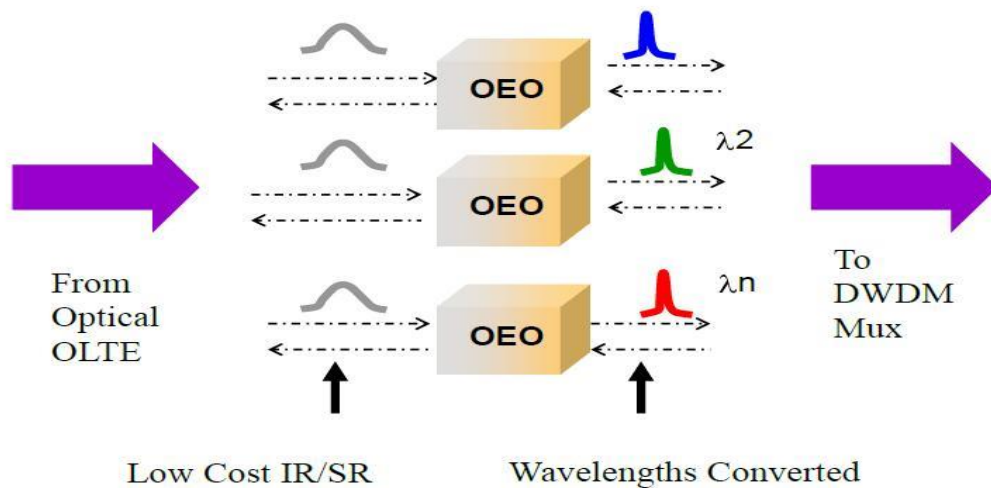 OEO
λ2
OEO
From
Optical
OLTE
To
DWDM
Mux
λn
OEO
Low Cost IR/SR
Wavelengths Converted